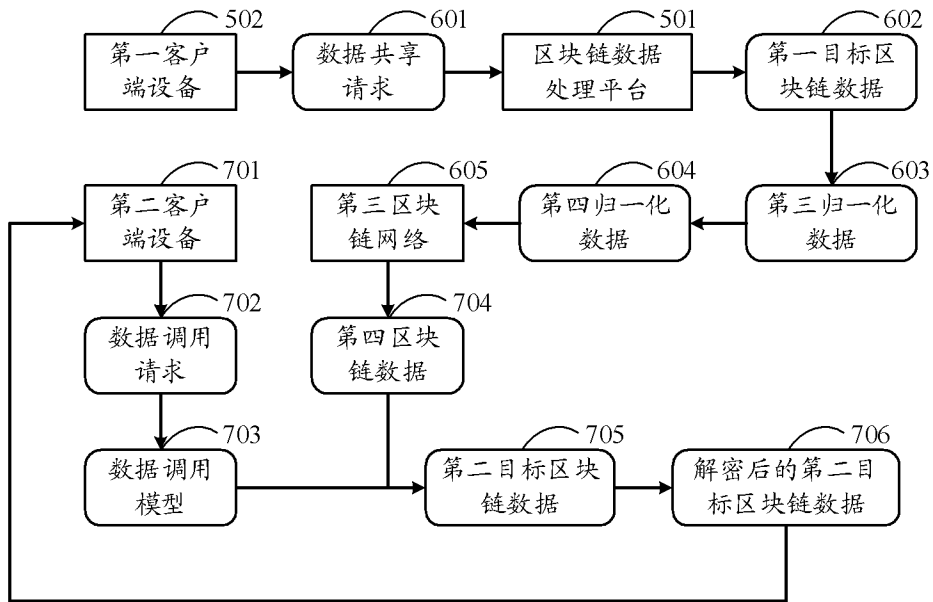 502
601
501
602
第一客户
端设备
数据共享
请求
区块链数据
处理平台
第一目标区
块链数据
701
605
604
603
第二客户
端设备
第三区块
链网络
第四归一化
数据
第三归一化
数据
702
704
数据调用
请求
第四区块
链数据
703
705
706
数据调用
模型
第二目标区块
链数据
解密后的第二目
标区块链数据